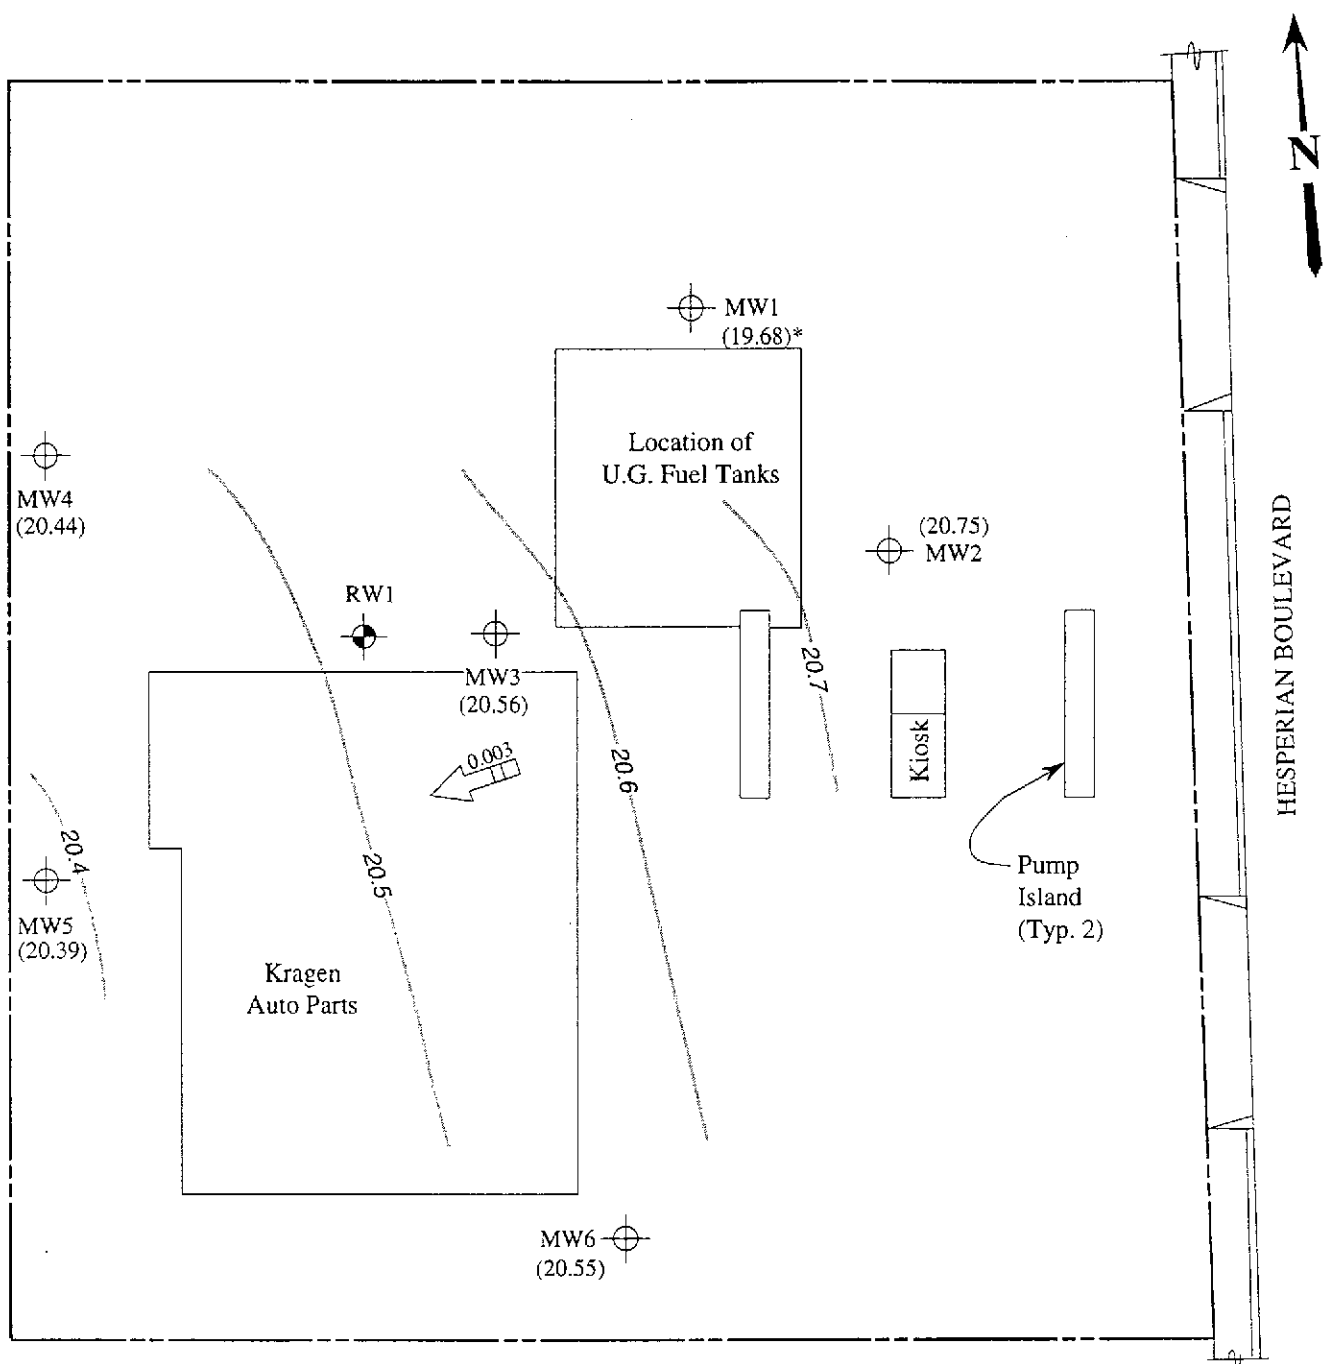 N
MW1
(19.68)*
Location of
U.G. Fuel Tanks
MW4
(20.44)
(20.75)
MW2
HESPERIAN BOULEVARD
RW1
MW3
(20.56)
20.7
0.003
20.6
Kiosk
20.4
20.5
Pump
Island
(Typ. 2)
MW5
(20.39)
Kragen
Auto Parts
MW6
(20.55)